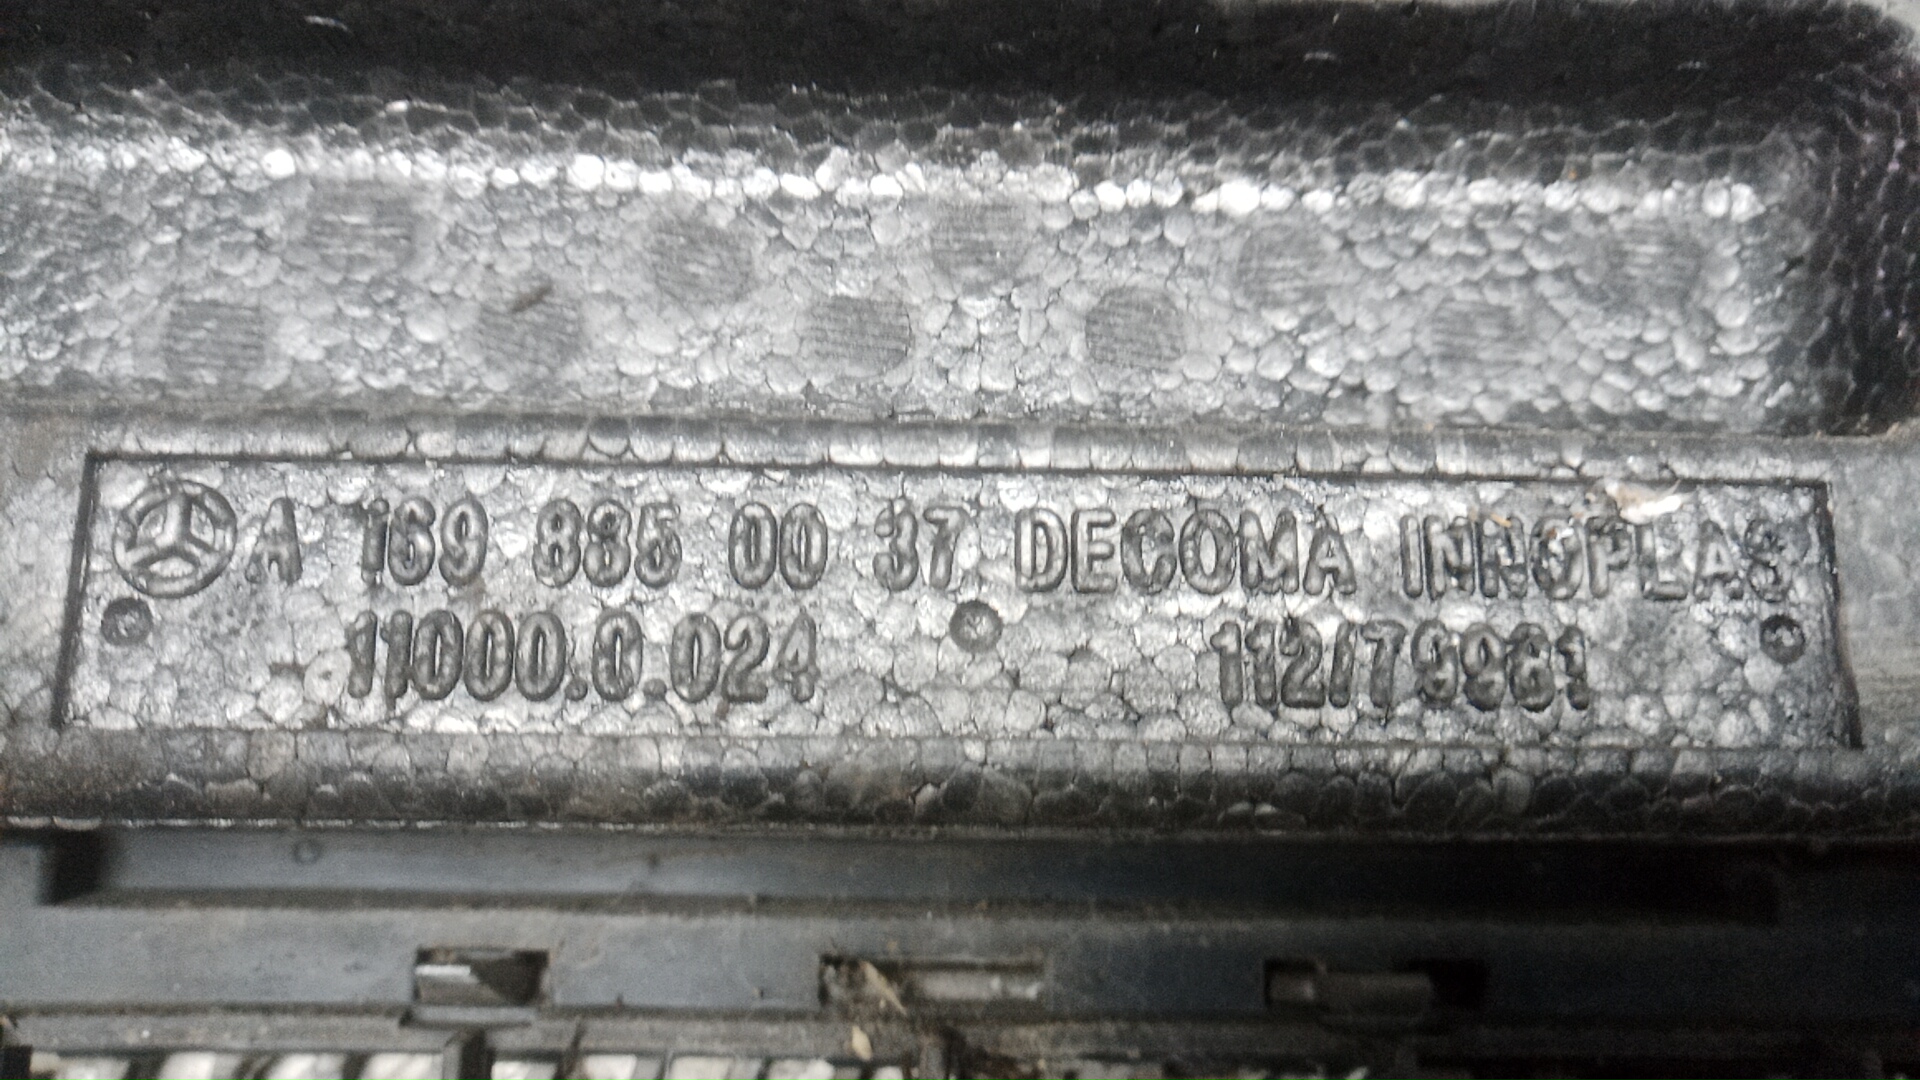 A 169 885 00 37 DECOMA INNOPLAS
11000.0.024 112/79961